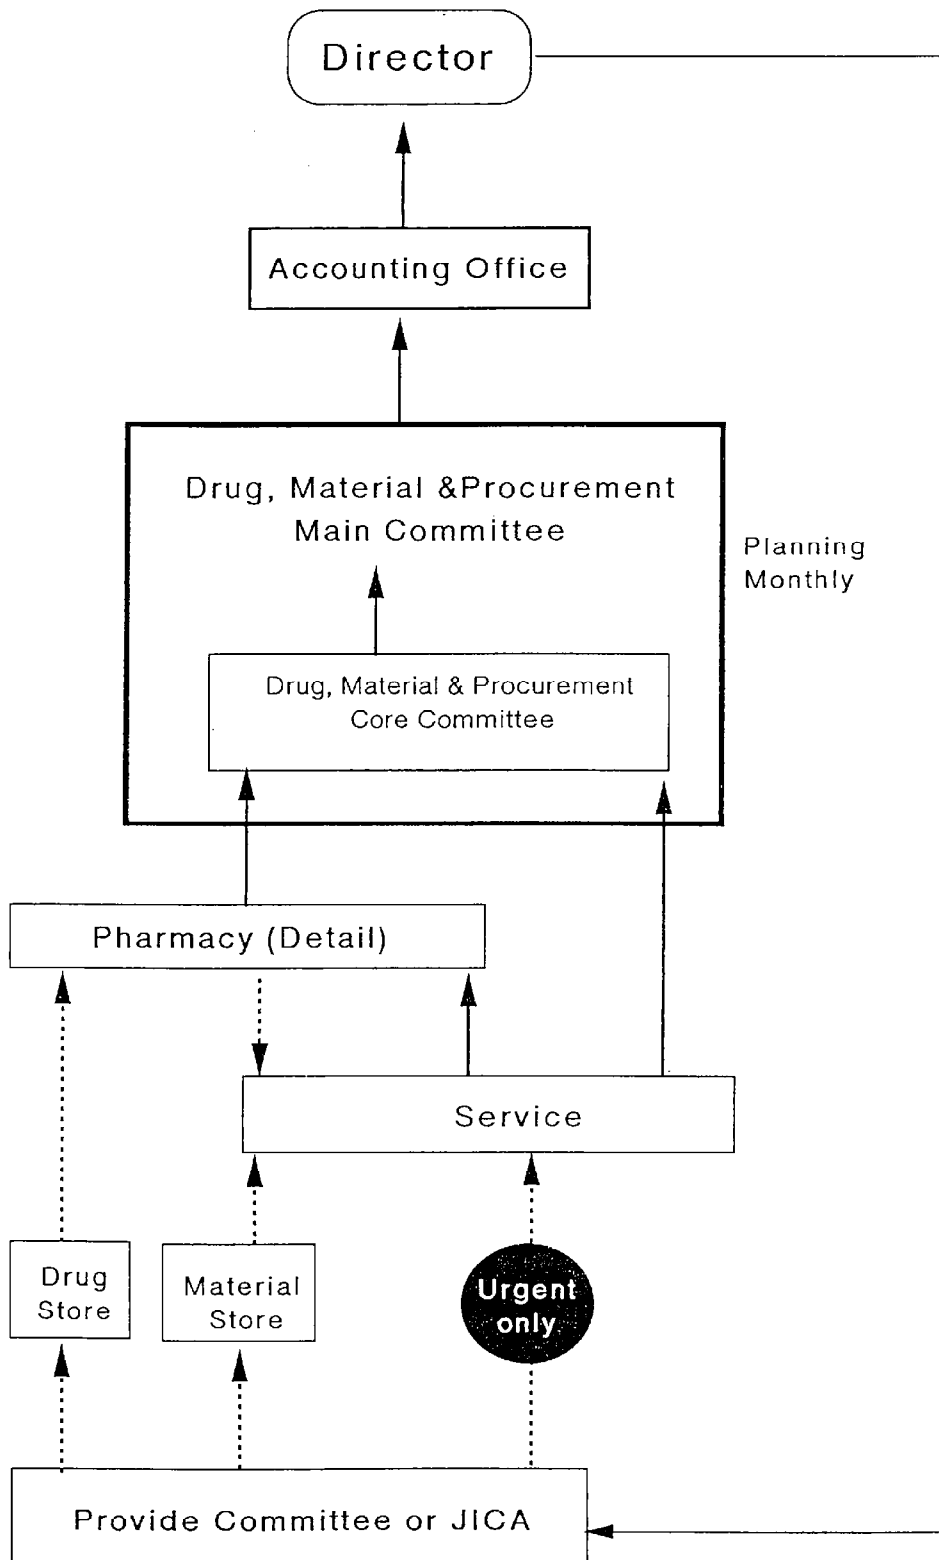 Director
Accounting Office
Drug, Material &Procurement
Main Committee
Planning
Monthly
Drug, Material & Procurement
Core Committee
Pharmacy (Detail)
Service
Drug
Store
Material
Store
Urgent
only
Provide Committee or JICA